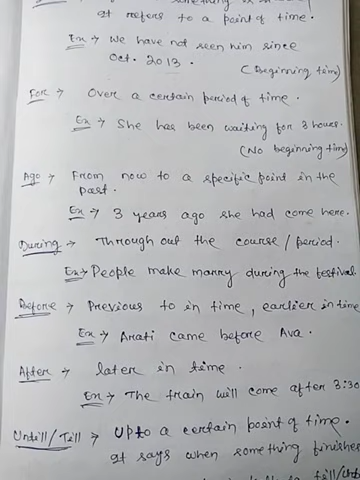 something is
It refers to a point of time.
Ex → We have not seen him since
Oct. 2013.
(Beginning time)
For → Over a certain period of time.
Ex → She has been waiting for 3 hours.
(No beginning time)
Ago → From now to a specific point in the
past.
Ex → 3 years ago she had come here.
During → Through out the course/period.
Ex → People make marry during the festival.
Before → Previous to in time, earlier in time
Ex → Arati came before Ava.
After → later in time.
Ex → The train will come after 3:30
Untill/Till → UPto a certain point of time.
It says when something finishes
till/